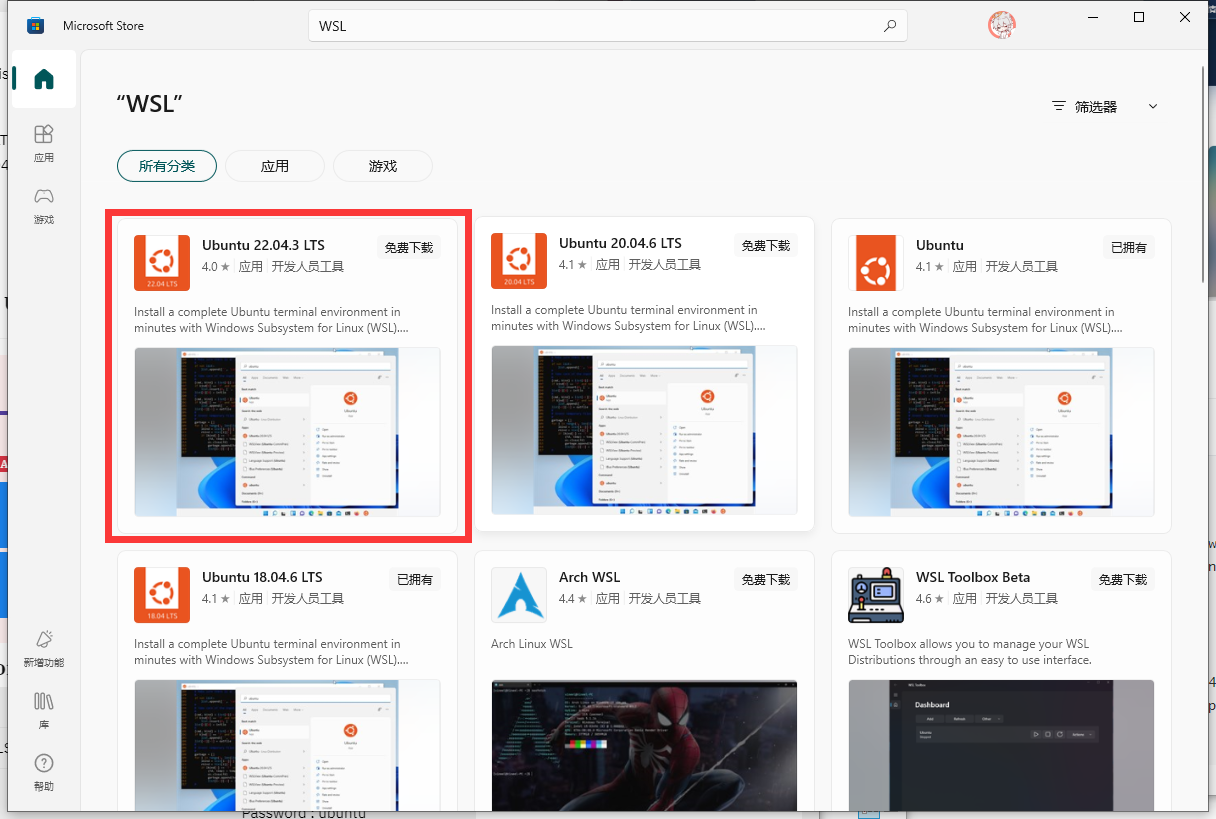 Microsoft Store
WSL
“WSL”
筛选器
所有分类
应用
游戏
应用
游戏
新增功能
库
帮助
Ubuntu 22.04.3 LTS
免费下载
4.0 ★ 应用 开发人员工具
22.04 LTS
Install a complete Ubuntu terminal environment in
minutes with Windows Subsystem for Linux (WSL)....
Ubuntu 20.04.6 LTS
免费下载
4.1 ★ 应用 开发人员工具
20.04 LTS
Install a complete Ubuntu terminal environment in
minutes with Windows Subsystem for Linux (WSL)....
Ubuntu
已拥有
4.1 ★ 应用 开发人员工具
Install a complete Ubuntu terminal environment in
minutes with Windows Subsystem for Linux (WSL)....
Ubuntu 18.04.6 LTS
已拥有
4.1 ★ 应用 开发人员工具
18.04 LTS
Install a complete Ubuntu terminal environment in
minutes with Windows Subsystem for Linux (WSL)....
Arch WSL
免费下载
4.4 ★ 应用 开发人员工具
Arch Linux WSL
WSL Toolbox Beta
免费下载
4.6 ★ 应用 开发人员工具
WSL Toolbox allows you to manage your WSL
Distributions through an easy to use interface.
Dashboard
Password : ubuntu